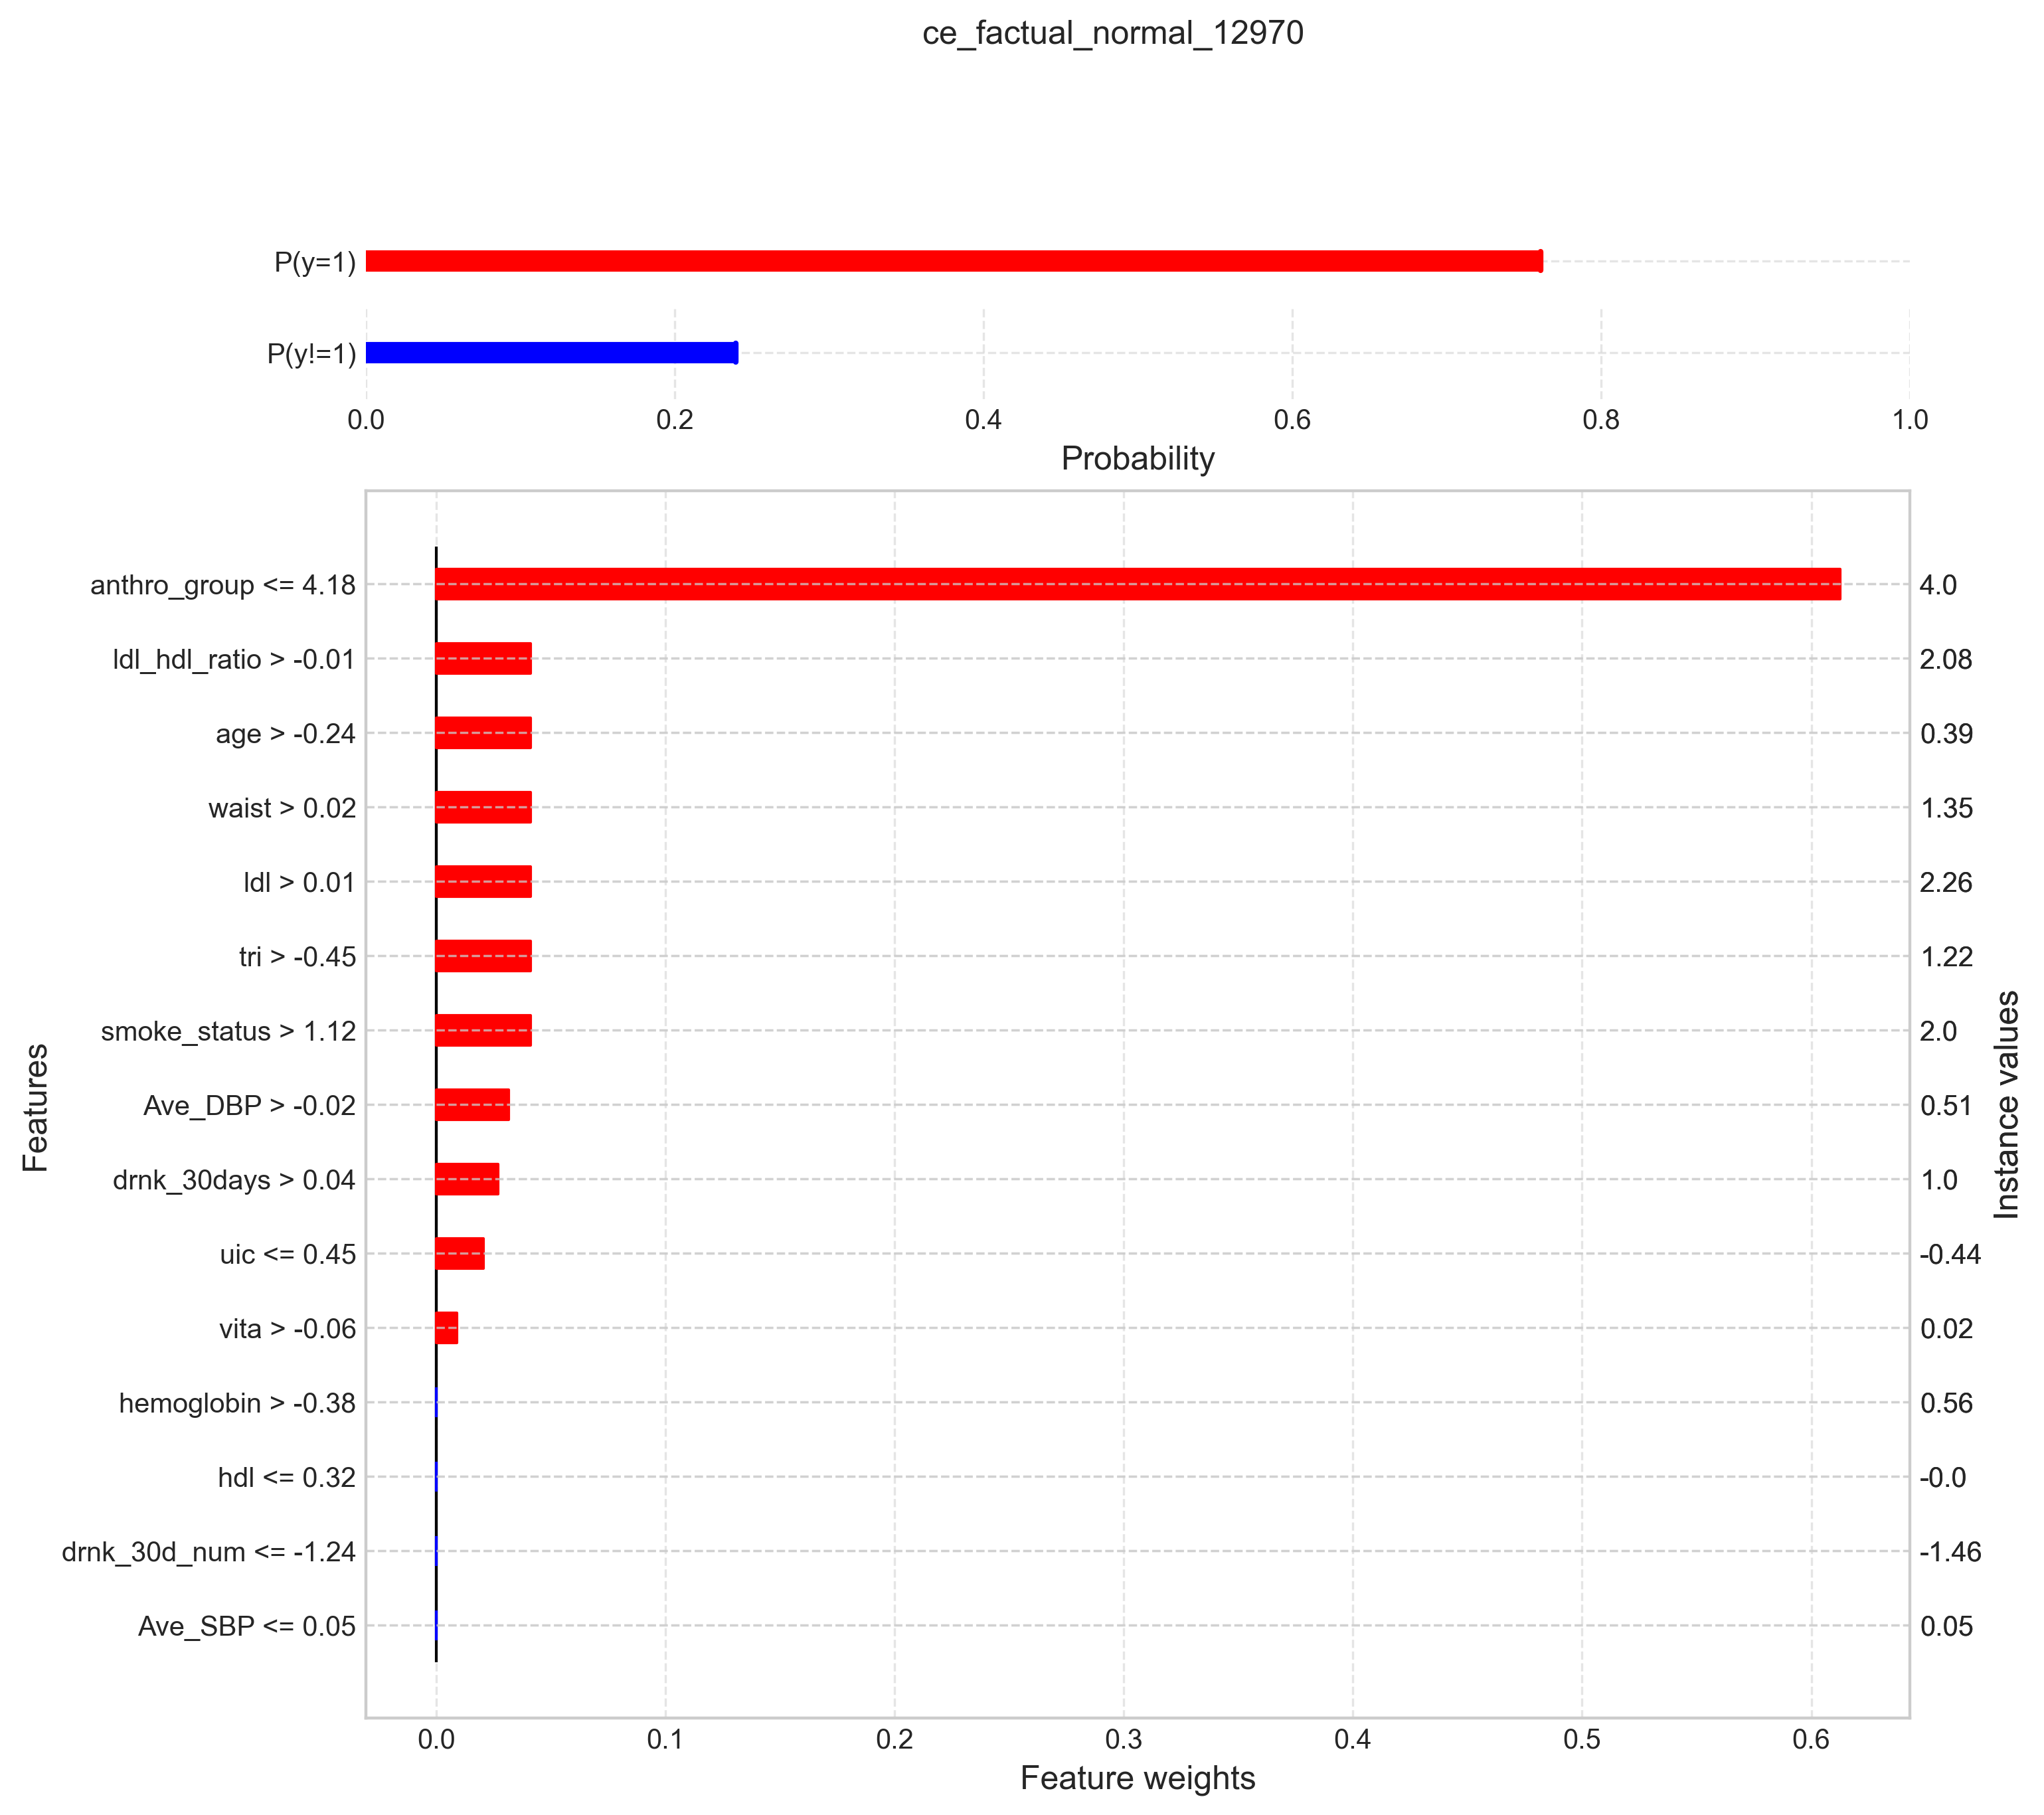 ce_factual_normal_12970
P(y=1)
P(y!=1)
0.0 0.2 0.4 0.6 0.8 1.0
Probability
anthro_group <= 4.18 4.0
ldl_hdl_ratio > -0.01 2.08
age > -0.24 0.39
waist > 0.02 1.35
ldl > 0.01 2.26
tri > -0.45 1.22
smoke_status > 1.12 2.0
Ave_DBP > -0.02 0.51
drnk_30days > 0.04 1.0
uic <= 0.45 -0.44
vita > -0.06 0.02
hemoglobin > -0.38 0.56
hdl <= 0.32 -0.0
drnk_30d_num <= -1.24 -1.46
Ave_SBP <= 0.05 0.05
Features
Instance values
0.0 0.1 0.2 0.3 0.4 0.5 0.6
Feature weights